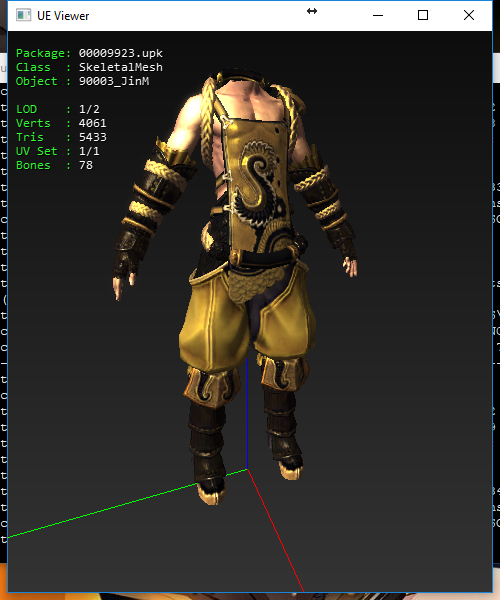 UE Viewer
Package: 00009923.upk
Class  : SkeletalMesh
Object : 90003_JinM
LOD    : 1/2
Verts  : 4061
Tris   : 5433
UV Set : 1/1
Bones  : 78